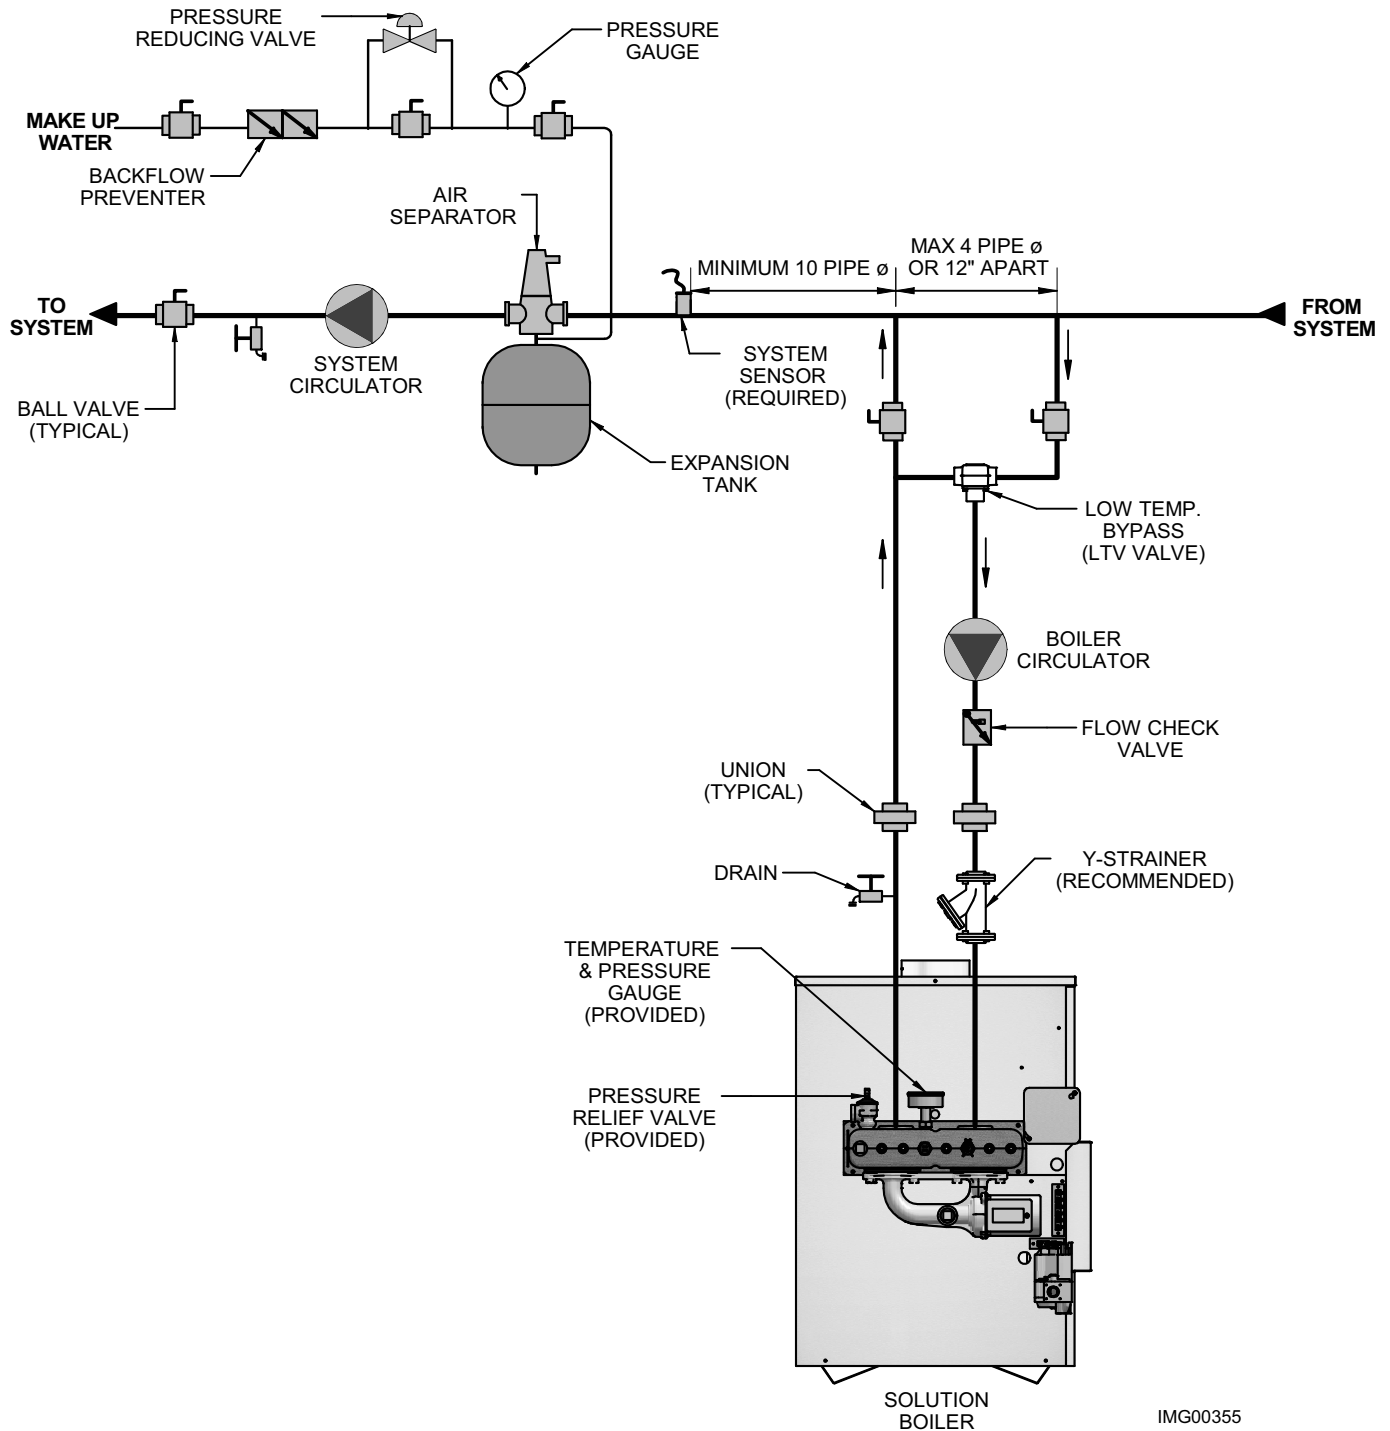 PRESSURE
REDUCING VALVE
PRESSURE
GAUGE
MAKE UP
WATER
BACKFLOW
PREVENTER
AIR
SEPARATOR
MINIMUM 10 PIPE ø
MAX 4 PIPE ø
OR 12" APART
TO
SYSTEM
FROM
SYSTEM
SYSTEM
CIRCULATOR
SYSTEM
SENSOR
(REQUIRED)
BALL VALVE
(TYPICAL)
EXPANSION
TANK
LOW TEMP.
BYPASS
(LTV VALVE)
BOILER
CIRCULATOR
FLOW CHECK
VALVE
UNION
(TYPICAL)
DRAIN
Y-STRAINER
(RECOMMENDED)
TEMPERATURE
& PRESSURE
GAUGE
(PROVIDED)
PRESSURE
RELIEF VALVE
(PROVIDED)
SOLUTION
BOILER
IMG00355